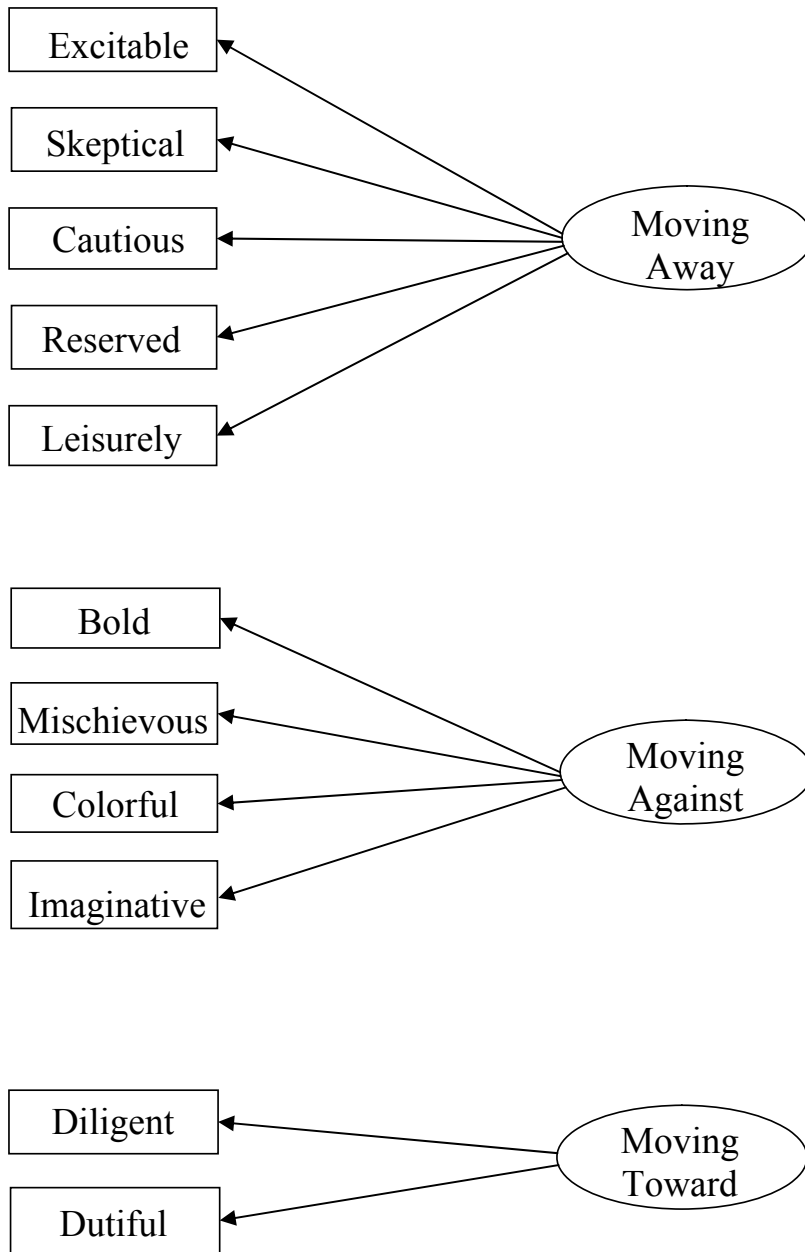 Excitable
Skeptical
Cautious
Reserved
Leisurely
Moving
Away
Bold
Mischievous
Colorful
Imaginative
Moving
Against
Diligent
Dutiful
Moving
Toward